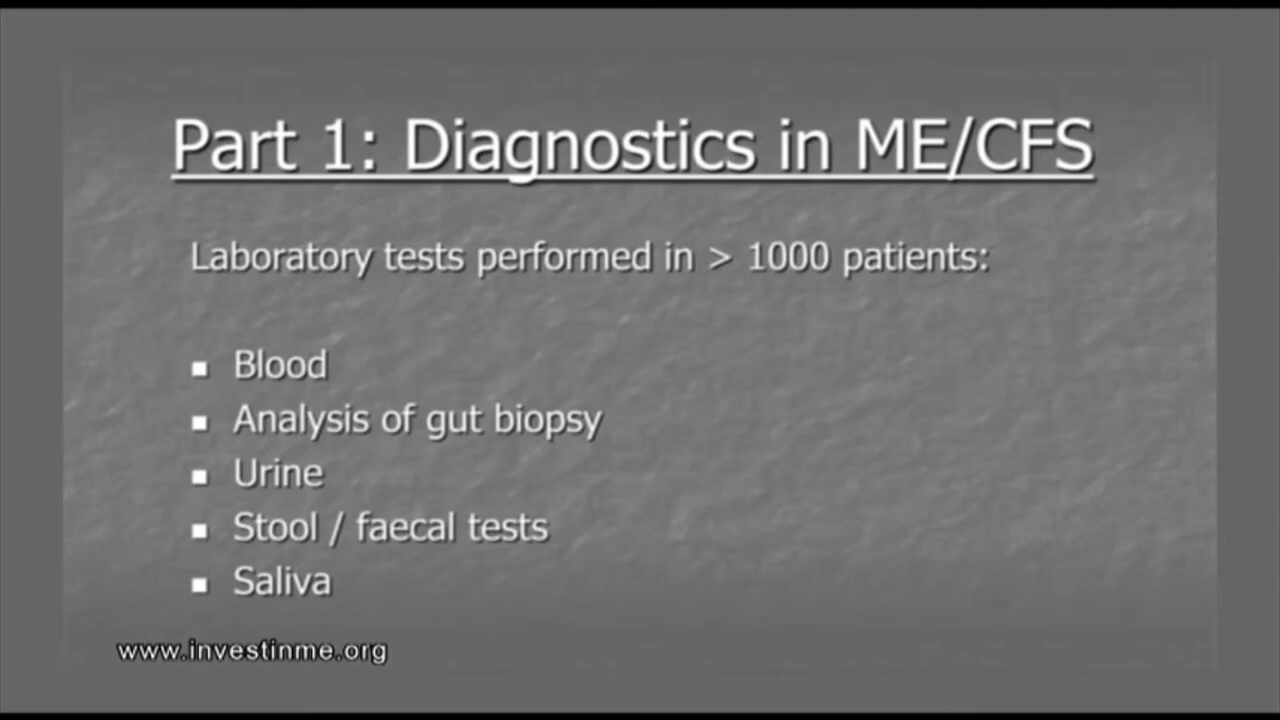 Part 1: Diagnostics in ME/CFS
Laboratory tests performed in > 1000 patients:
▪ Blood
▪ Analysis of gut biopsy
▪ Urine
▪ Stool / faecal tests
▪ Saliva
www.investinme.org